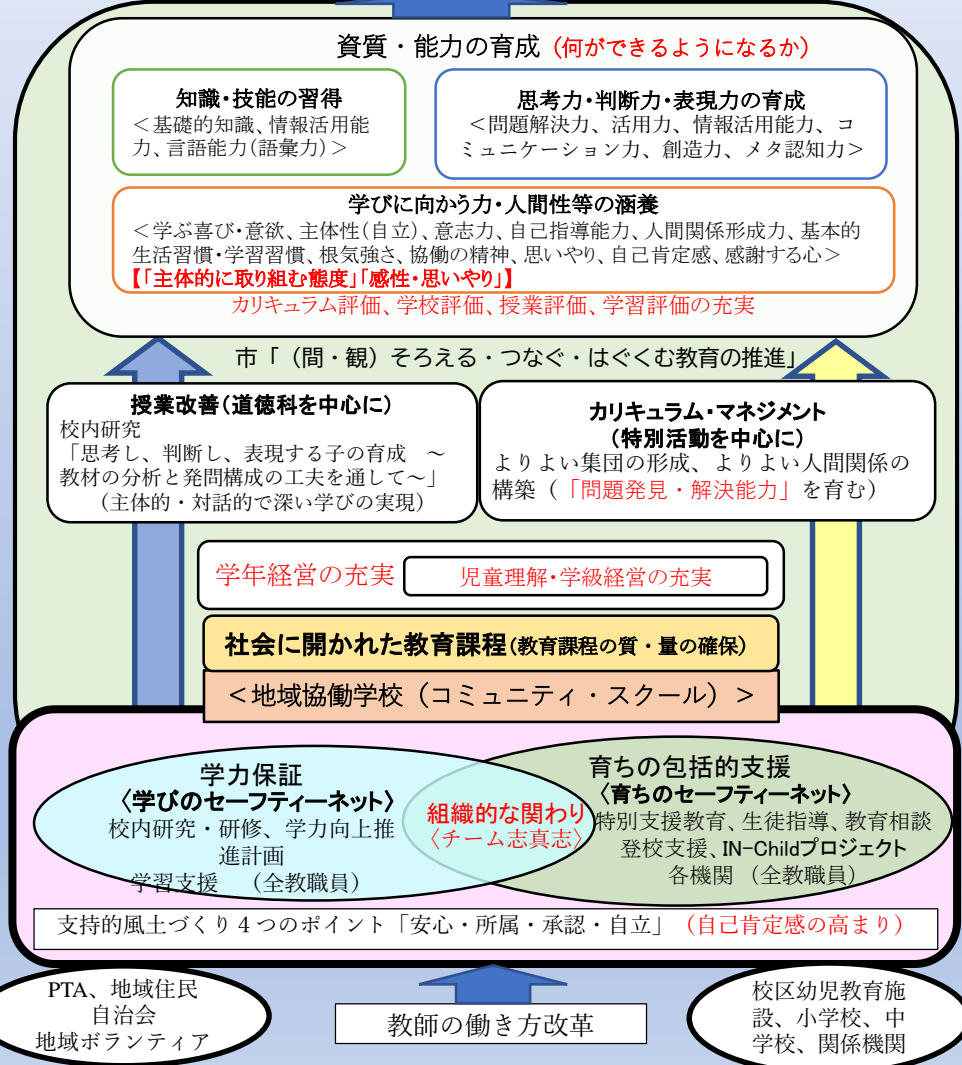 資質・能力の育成（何ができるようになるか）
知識・技能の習得
＜基礎的知識、情報活用能
力、言語能力(語彙力)＞
思考力・判断力・表現力の育成
＜問題解決力、活用力、情報活用能力、コ
ミュニケーション力、創造力、メタ認知力＞
学びに向かう力・人間性等の涵養
＜学ぶ喜び・意欲、主体性(自立)、意志力、自己指導能力、人間関係形成力、基本的
生活習慣・学習習慣、根気強さ、協働の精神、思いやり、自己肯定感、感謝する心＞
【「主体的に取り組む態度」「感性・思いやり」】
カリキュラム評価、学校評価、授業評価、学習評価の充実
市「（間・観）そろえる・つなぐ・はぐくむ教育の推進」
授業改善(道徳科を中心に)
校内研究
「思考し、判断し、表現する子の育成　～
教材の分析と発問構成の工夫を通して～」
（主体的・対話的で深い学びの実現）
カリキュラム・マネジメント
(特別活動を中心に)
よりよい集団の形成、よりよい人間関係の
構築（「問題発見・解決能力」を育む）
学年経営の充実
児童理解・学級経営の充実
社会に開かれた教育課程(教育課程の質・量の確保)
＜地域協働学校（コミュニティ・スクール）＞
学力保証
〈学びのセーフティーネット〉
校内研究・研修、学力向上推
進計画
学習支援　（全教職員）
組織的な関わり
〈チーム志真志〉
育ちの包括的支援
〈育ちのセーフティーネット〉
特別支援教育、生徒指導、教育相談
登校支援、IN-Childプロジェクト
各機関　（全教職員）
支持的風土づくり４つのポイント「安心・所属・承認・自立」（自己肯定感の高まり）
PTA、地域住民
自治会
地域ボランティア
教師の働き方改革
校区幼児教育施
設、小学校、中
学校、関係機関